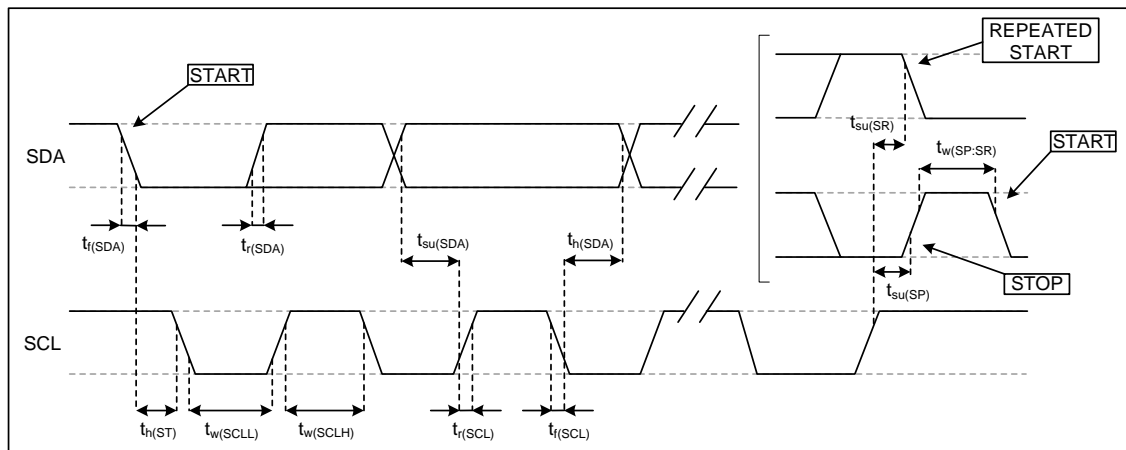 REPEATED
START
START
t_su(SR)
t_w(SP:SR)
START
SDA
t_f(SDA)
t_r(SDA)
t_su(SDA)
t_h(SDA)
t_su(SP)
STOP
SCL
t_h(ST)
t_w(SCLL)
t_w(SCLH)
t_r(SCL)
t_f(SCL)